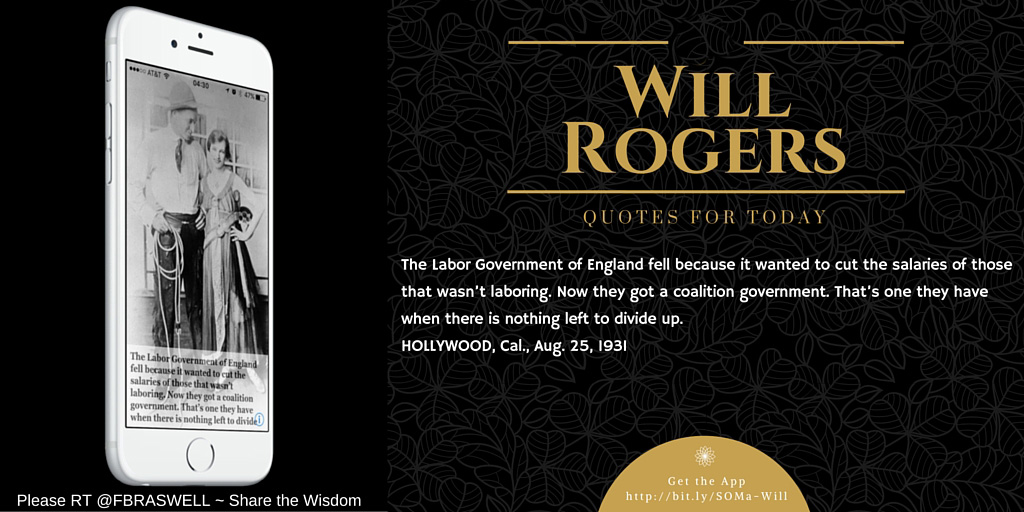 ●●●○○ AT&T
04:30
47%
The Labor Government of England
fell because it wanted to cut the
salaries of those that wasn't
laboring. Now they got a coalition
government. That's one they have
when there is nothing left to divide
Please RT @FBRASWELL ~ Share the Wisdom
WILL
ROGERS
QUOTES FOR TODAY
The Labor Government of England fell because it wanted to cut the salaries of those
that wasn't laboring. Now they got a coalition government. That's one they have
when there is nothing left to divide up.
HOLLYWOOD, Cal., Aug. 25, 1931
Get the App
http://bit.ly/SOMa-Will